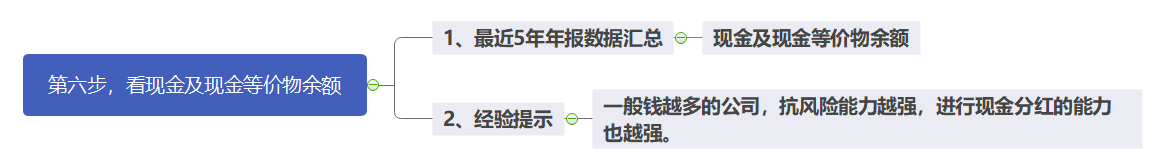 第六步，看现金及现金等价物余额
1、最近5年年报数据汇总
现金及现金等价物余额
2、经验提示
一般钱越多的公司，抗风险能力越强，进行现金分红的能力
也越强。